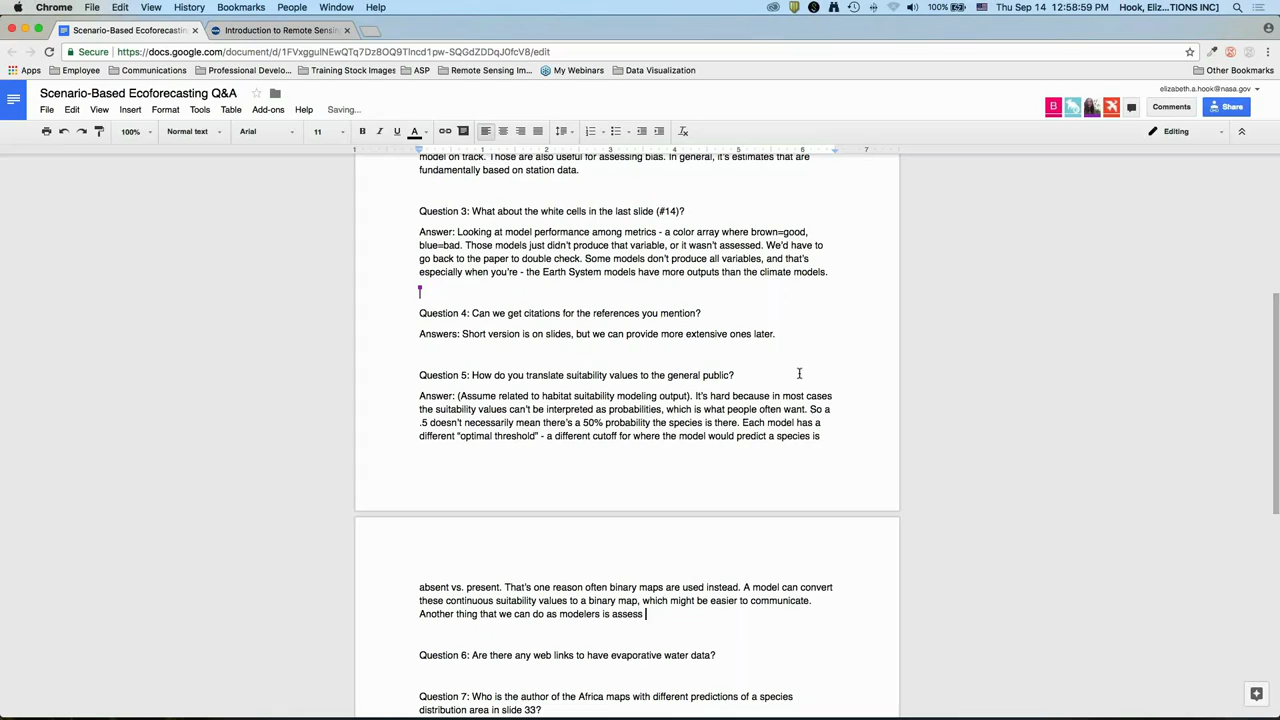 Chrome File Edit View History Bookmarks People Window Help 100% Thu Sep 14 12:58:59 PM Hook, Eliz...TIONS INC]
Scenario-Based Ecoforecasting Introduction to Remote Sensing
Secure https://docs.google.com/document/d/1FVxggulNEwQTq7Dz8OQ9Tlncd1pw-SQGdZDDqJ0fcV8/edit
Apps Employee Communications Professional Develo... Training Stock Images ASP Remote Sensing Im... My Webinars Data Visualization Other Bookmarks
Scenario-Based Ecoforecasting Q&A
elizabeth.a.hook@nasa.gov
File Edit View Insert Format Tools Table Add-ons Help Saving...
B Comments Share
100% Normal text Arial 11 B I U A Editing
1 1 2 3 4 5 6 7
model on track. Those are also useful for assessing bias. In general, it's estimates that are
fundamentally based on station data.
Question 3: What about the white cells in the last slide (#14)?
Answer: Looking at model performance among metrics - a color array where brown=good,
blue=bad. Those models just didn't produce that variable, or it wasn't assessed. We'd have to
go back to the paper to double check. Some models don't produce all variables, and that's
especially when you're - the Earth System models have more outputs than the climate models.
Question 4: Can we get citations for the references you mention?
Answers: Short version is on slides, but we can provide more extensive ones later.
Question 5: How do you translate suitability values to the general public?
Answer: (Assume related to habitat suitability modeling output). It's hard because in most cases
the suitability values can't be interpreted as probabilities, which is what people often want. So a
.5 doesn't necessarily mean there's a 50% probability the species is there. Each model has a
different “optimal threshold” - a different cutoff for where the model would predict a species is
absent vs. present. That's one reason often binary maps are used instead. A model can convert
these continuous suitability values to a binary map, which might be easier to communicate.
Another thing that we can do as modelers is assess
Question 6: Are there any web links to have evaporative water data?
Question 7: Who is the author of the Africa maps with different predictions of a species
distribution area in slide 33?